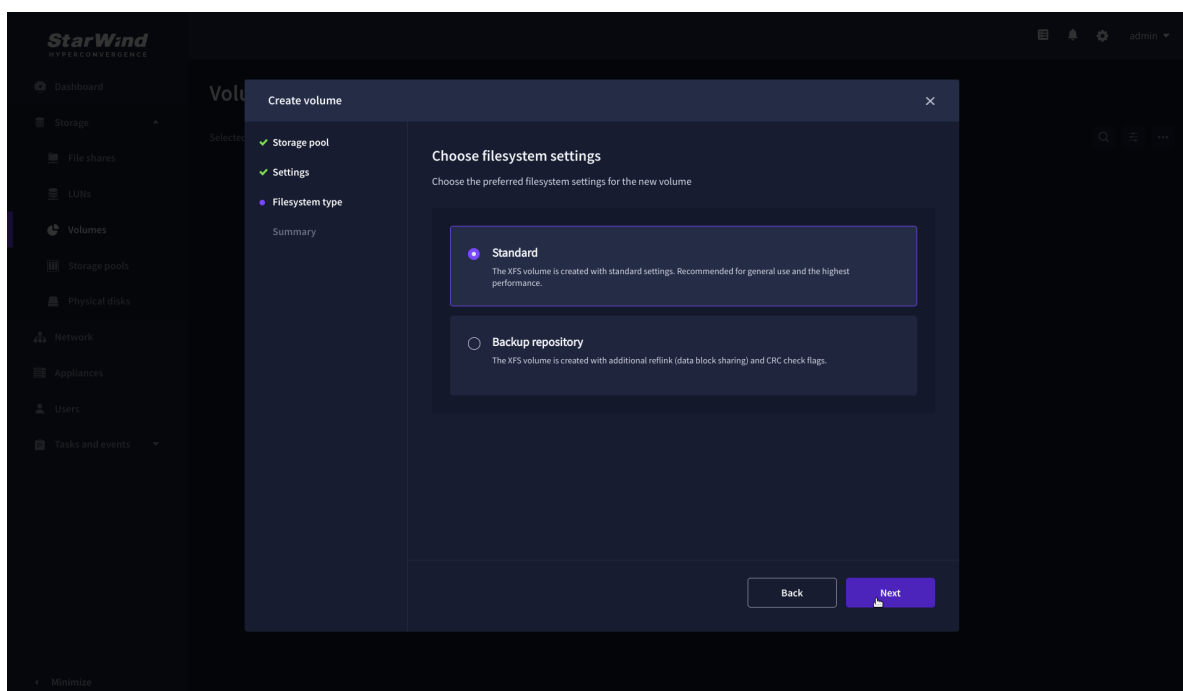 StarWind
HYPERCONVERGENCE
admin
Dashboard
Storage
File shares
LUNs
Volumes
Storage pools
Physical disks
Network
Appliances
Users
Tasks and events
Minimize
Volu
Selected
Create volume
Storage pool
Settings
Filesystem type
Summary
Choose filesystem settings
Choose the preferred filesystem settings for the new volume
Standard
The XFS volume is created with standard settings. Recommended for general use and the highest
performance.
Backup repository
The XFS volume is created with additional reflink (data block sharing) and CRC check flags.
Back
Next